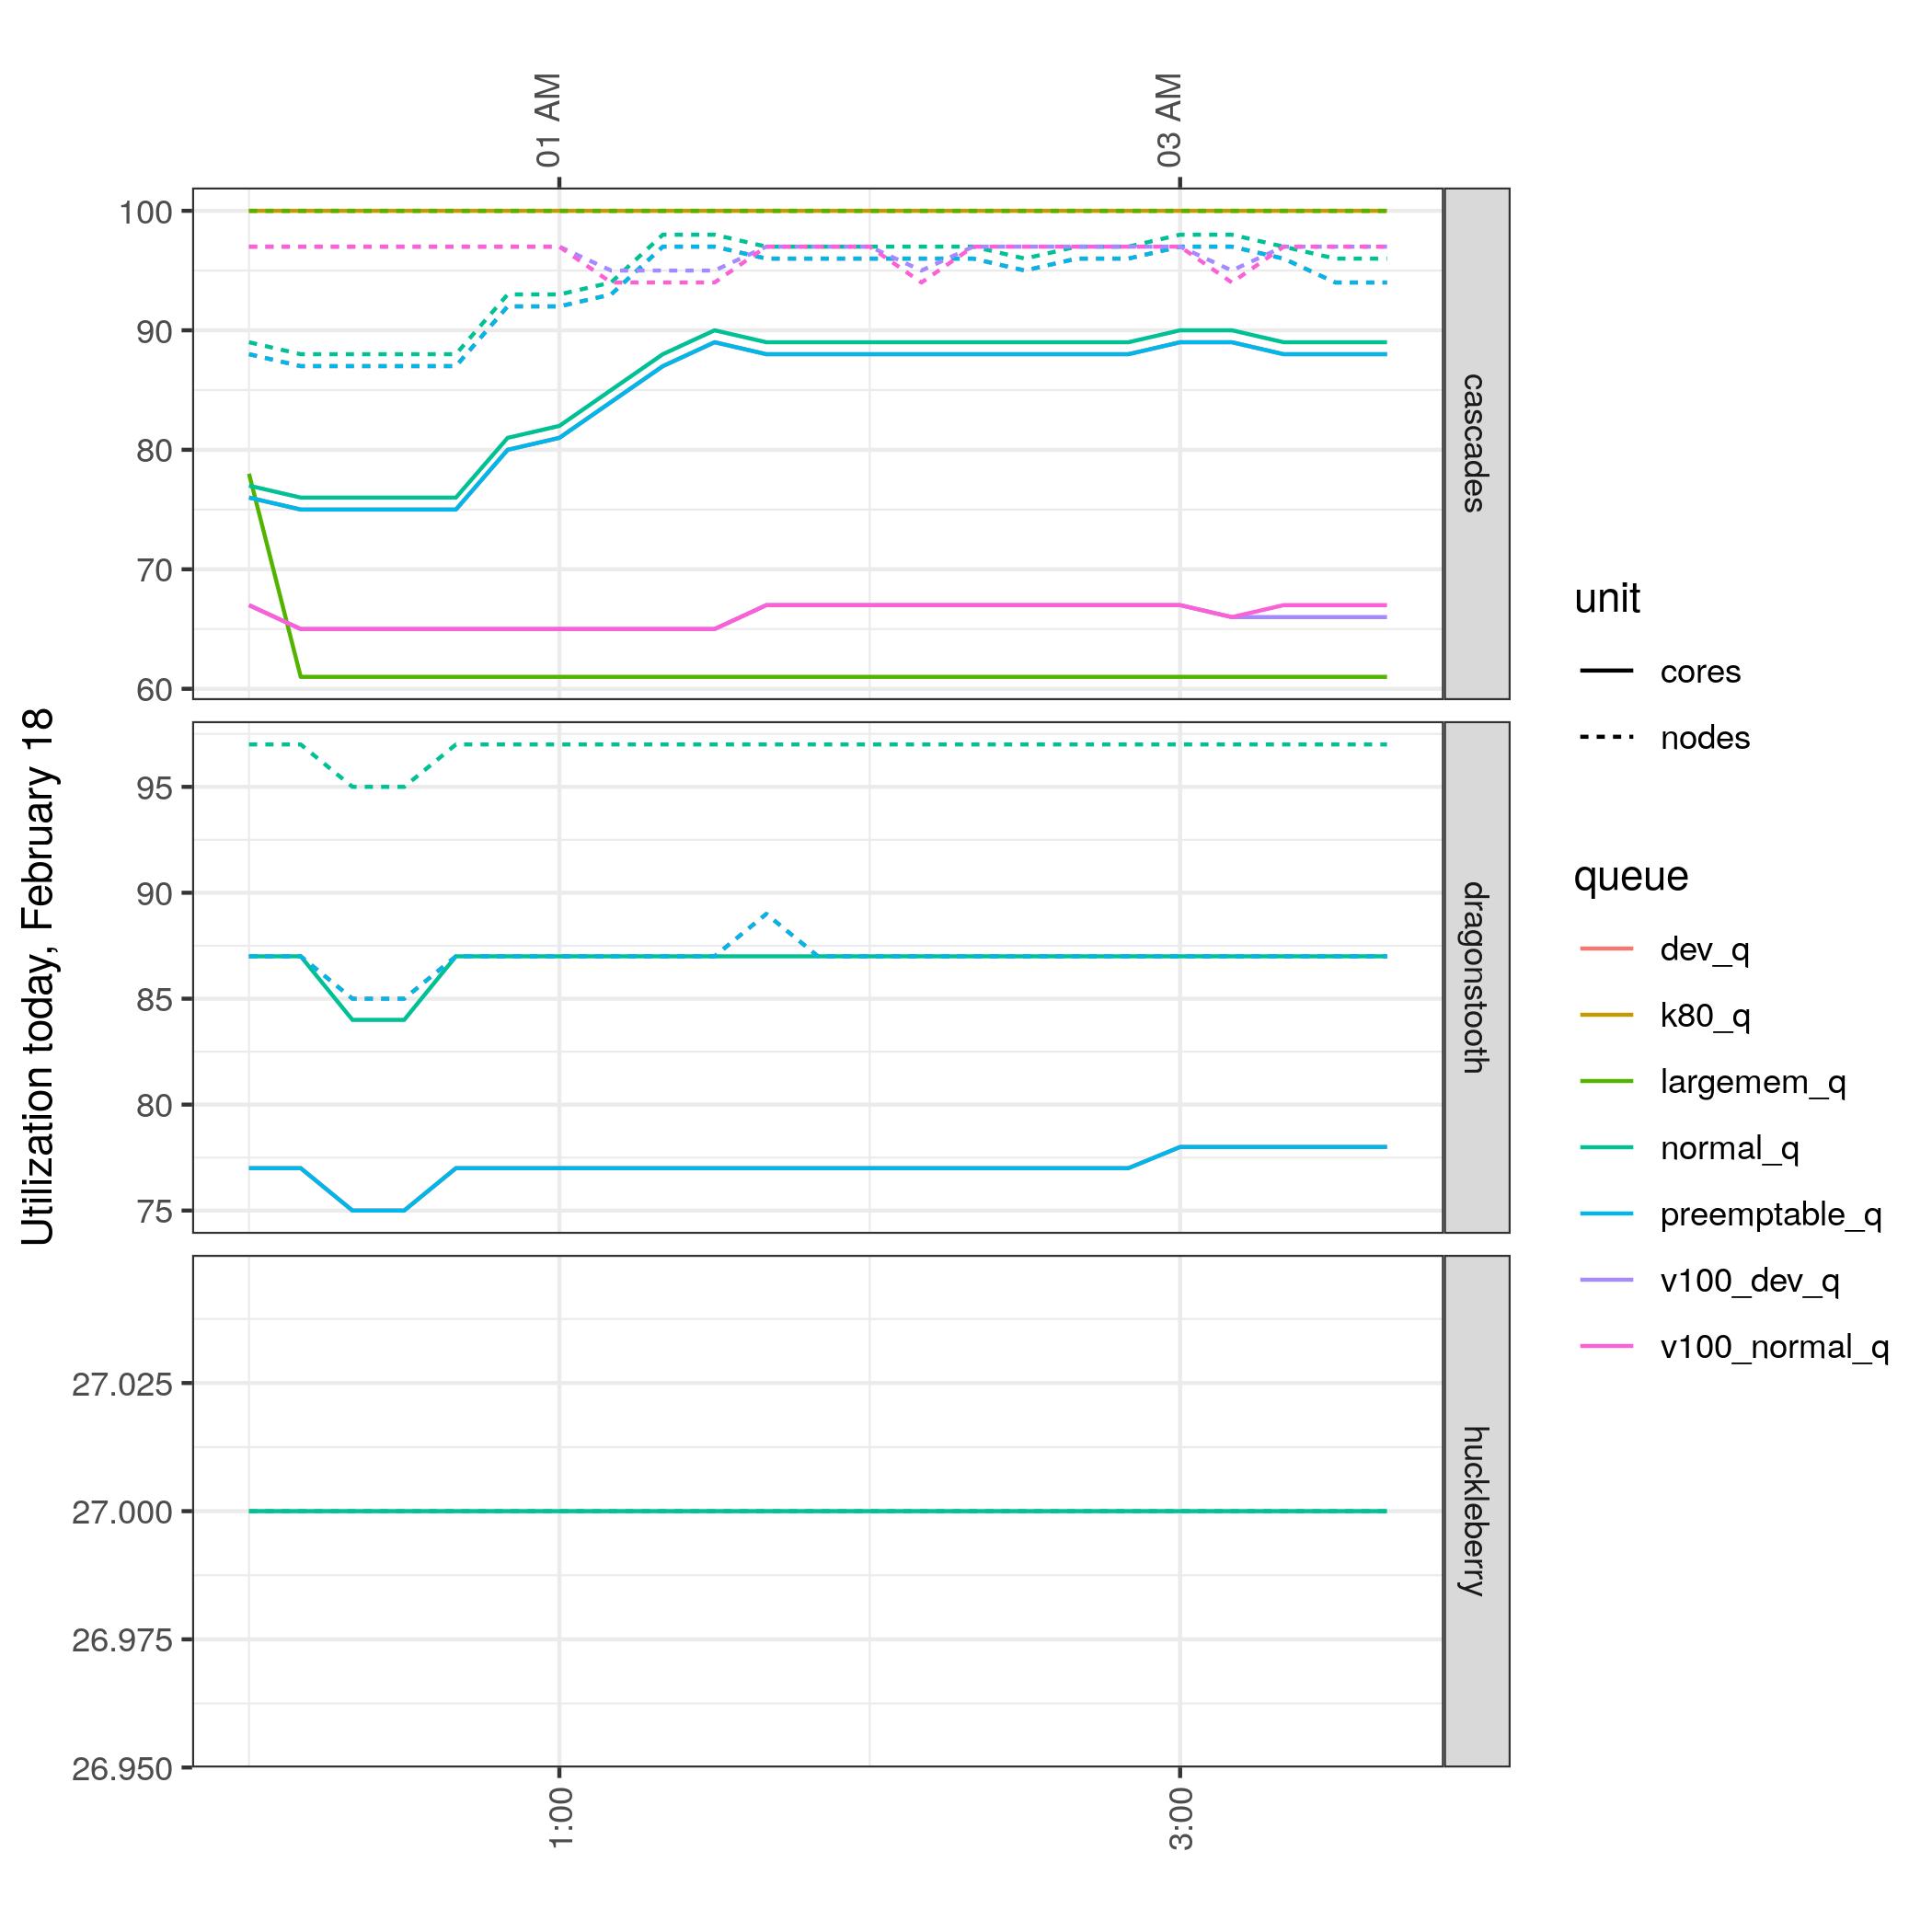 01 AM
03 AM
100
90
80
70
60
cascades
95
90
85
80
75
dragonstooth
27.025
27.000
26.975
26.950
huckleberry
1:00
3:00
Utilization today, February 18
unit
cores
nodes
queue
dev_q
k80_q
largemem_q
normal_q
preemptable_q
v100_dev_q
v100_normal_q